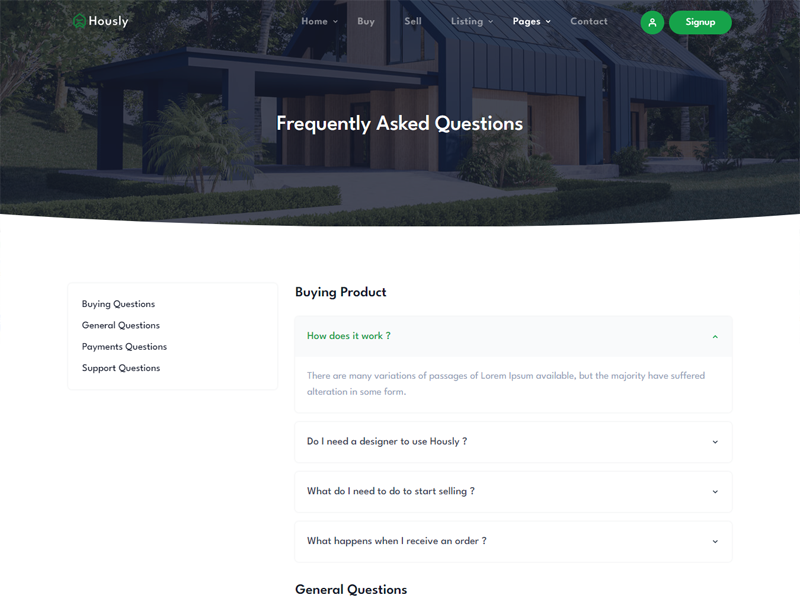 Hously
Home
Buy
Sell
Listing
Pages
Contact
Signup
Frequently Asked Questions
Buying Questions
General Questions
Payments Questions
Support Questions
Buying Product
How does it work ?
There are many variations of passages of Lorem Ipsum available, but the majority have suffered
alteration in some form.
Do I need a designer to use Hously ?
What do I need to do to start selling ?
What happens when I receive an order ?
General Questions